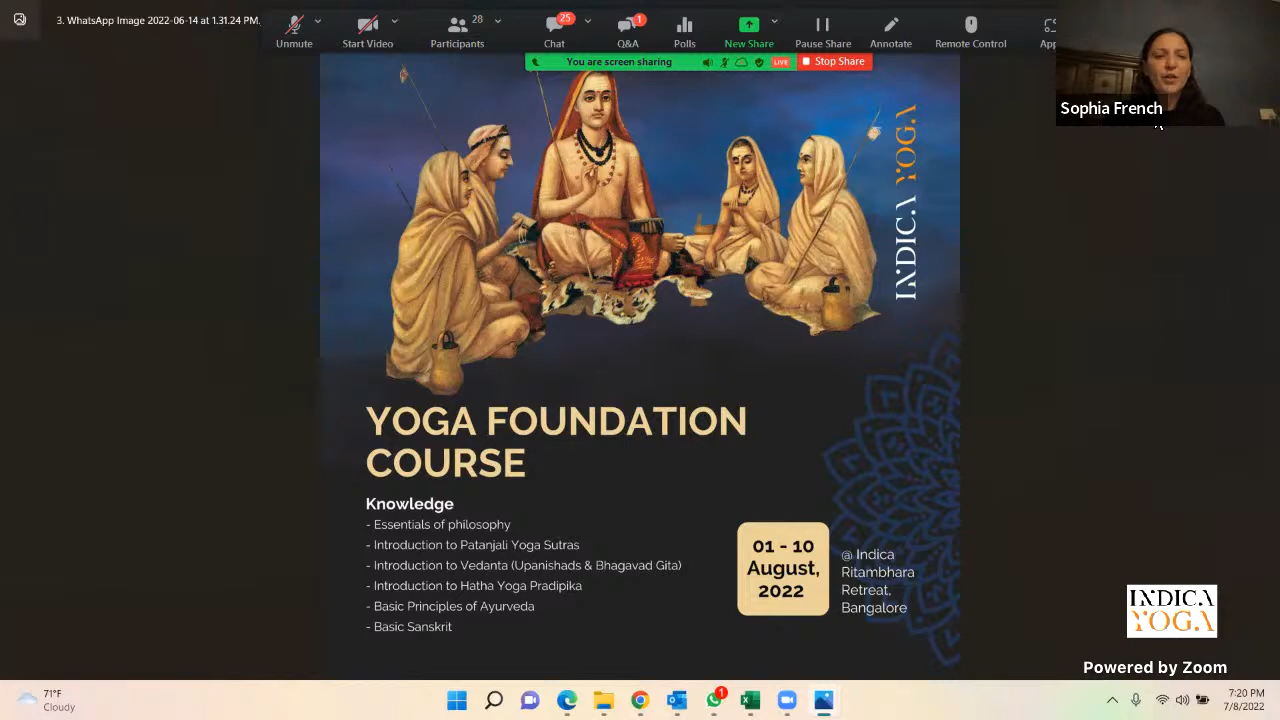 3. WhatsApp Image 2022-06-14 at 1.31.24 PM.
28
25
1
Unmute
Start Video
Participants
Chat
Q&A
Polls
New Share
Pause Share
Annotate
Remote Control
App
You are screen sharing
LIVE
Stop Share
Sophia French
INDICA YOGA
YOGA FOUNDATION
COURSE
Knowledge
- Essentials of philosophy
- Introduction to Patanjali Yoga Sutras
- Introduction to Vedanta (Upanishads & Bhagavad Gita)
- Introduction to Hatha Yoga Pradipika
- Basic Principles of Ayurveda
- Basic Sanskrit
01 - 10
August,
2022
@ Indica
Ritambhara
Retreat,
Bangalore
INDICA
YOGA
Powered by Zoom
71°F
Cloudy
1
7:20 PM
7/8/2022